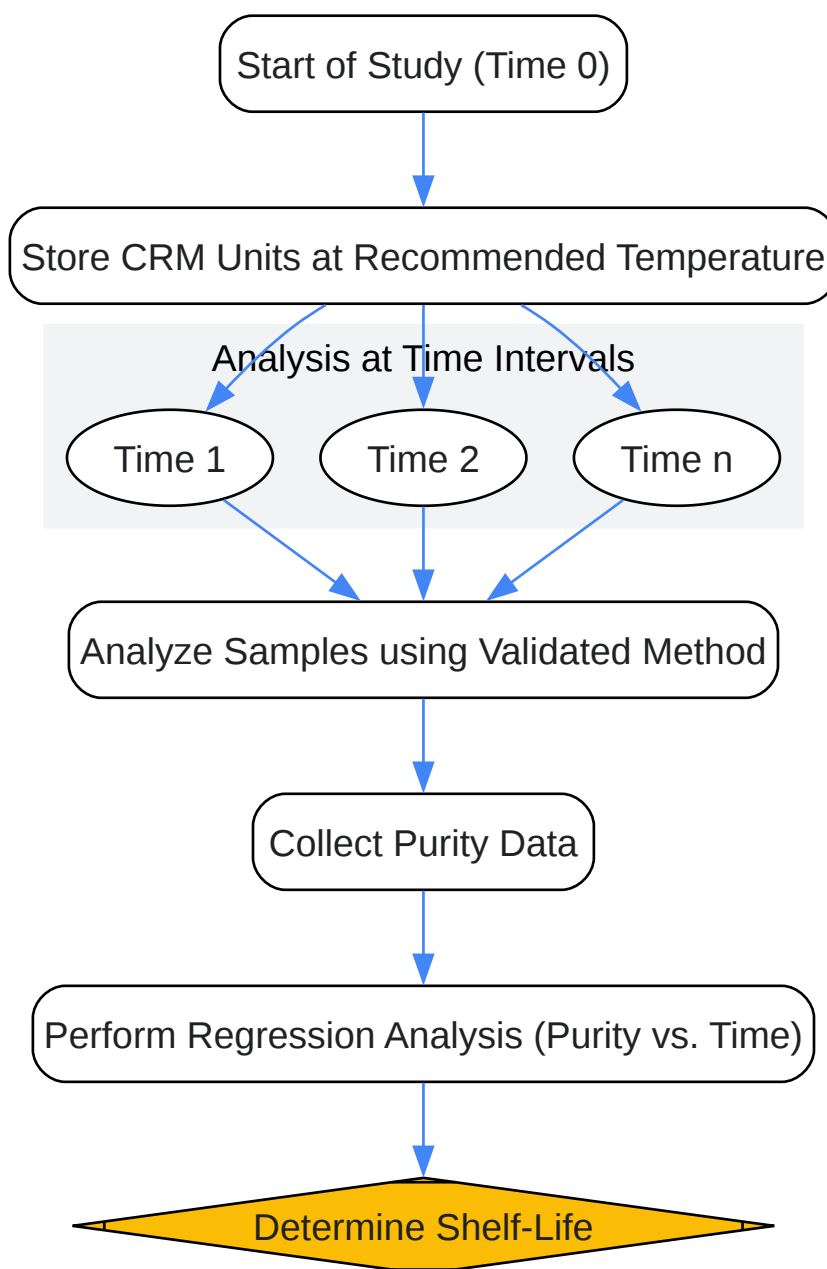 Start of Study (Time 0)
Store CRM Units at Recommended Temperature
Analysis at Time Intervals
Time 1
Time 2
Time n
Analyze Samples using Validated Method
Collect Purity Data
Perform Regression Analysis (Purity vs. Time)
Determine Shelf-Life